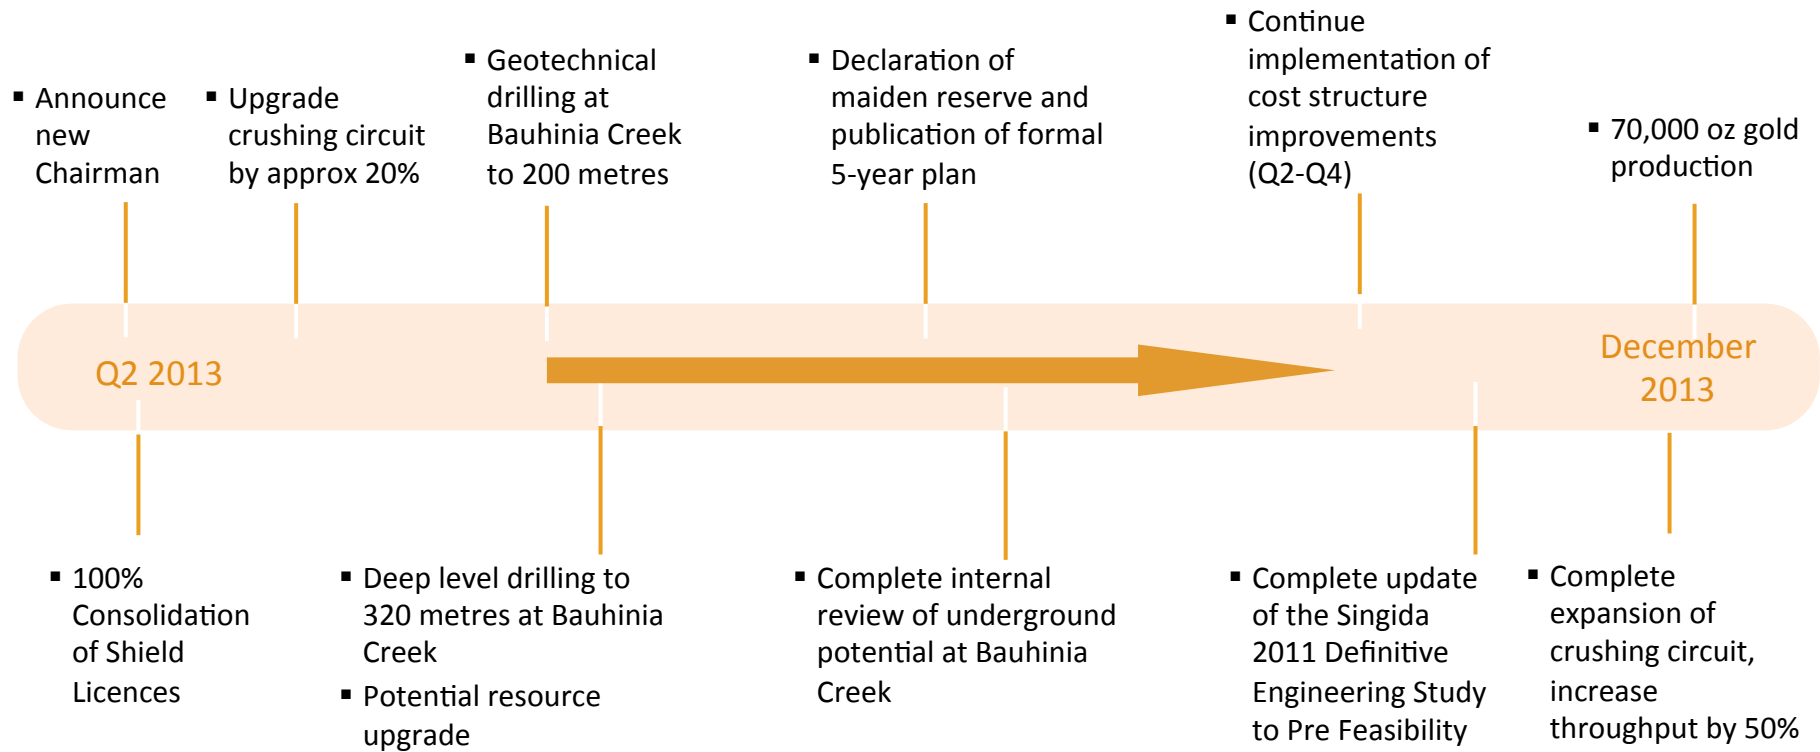 ▪ Announce
new
Chairman
▪ Upgrade
crushing circuit
by approx 20%
▪ Geotechnical
drilling at
Bauhinia Creek
to 200 metres
▪ Declaration of
maiden reserve and
publication of formal
5-year plan
▪ Continue
implementation of
cost structure
improvements
(Q2-Q4)
▪ 70,000 oz gold
production
Q2 2013
December
2013
▪ 100%
Consolidation
of Shield
Licences
▪ Deep level drilling to
320 metres at Bauhinia
Creek
▪ Potential resource
upgrade
▪ Complete internal
review of underground
potential at Bauhinia
Creek
▪ Complete update
of the Singida
2011 Definitive
Engineering Study
to Pre Feasibility
▪ Complete
expansion of
crushing circuit,
increase
throughput by 50%